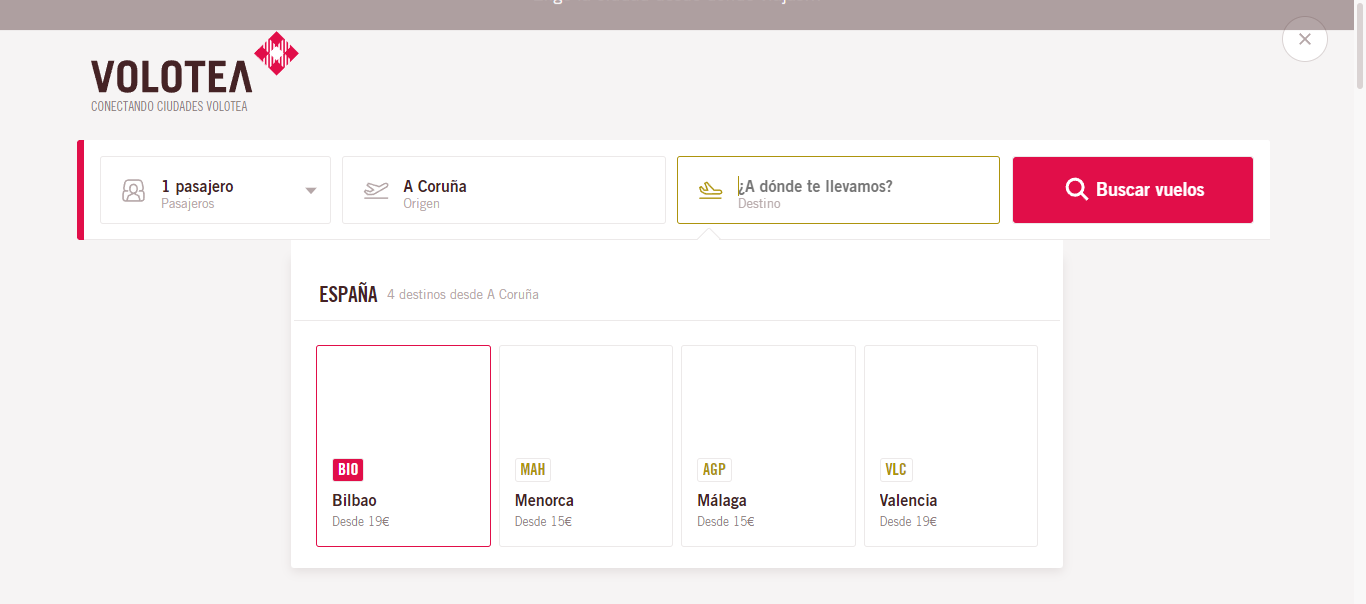 VOLOTEA
CONECTANDO CIUDADES VOLOTEA
1 pasajero
Pasajeros
A Coruña
Origen
¿A dónde te llevamos?
Destino
Buscar vuelos
ESPAÑA 4 destinos desde A Coruña
BIO
Bilbao
Desde 19€
MAH
Menorca
Desde 15€
AGP
Málaga
Desde 15€
VLC
Valencia
Desde 19€